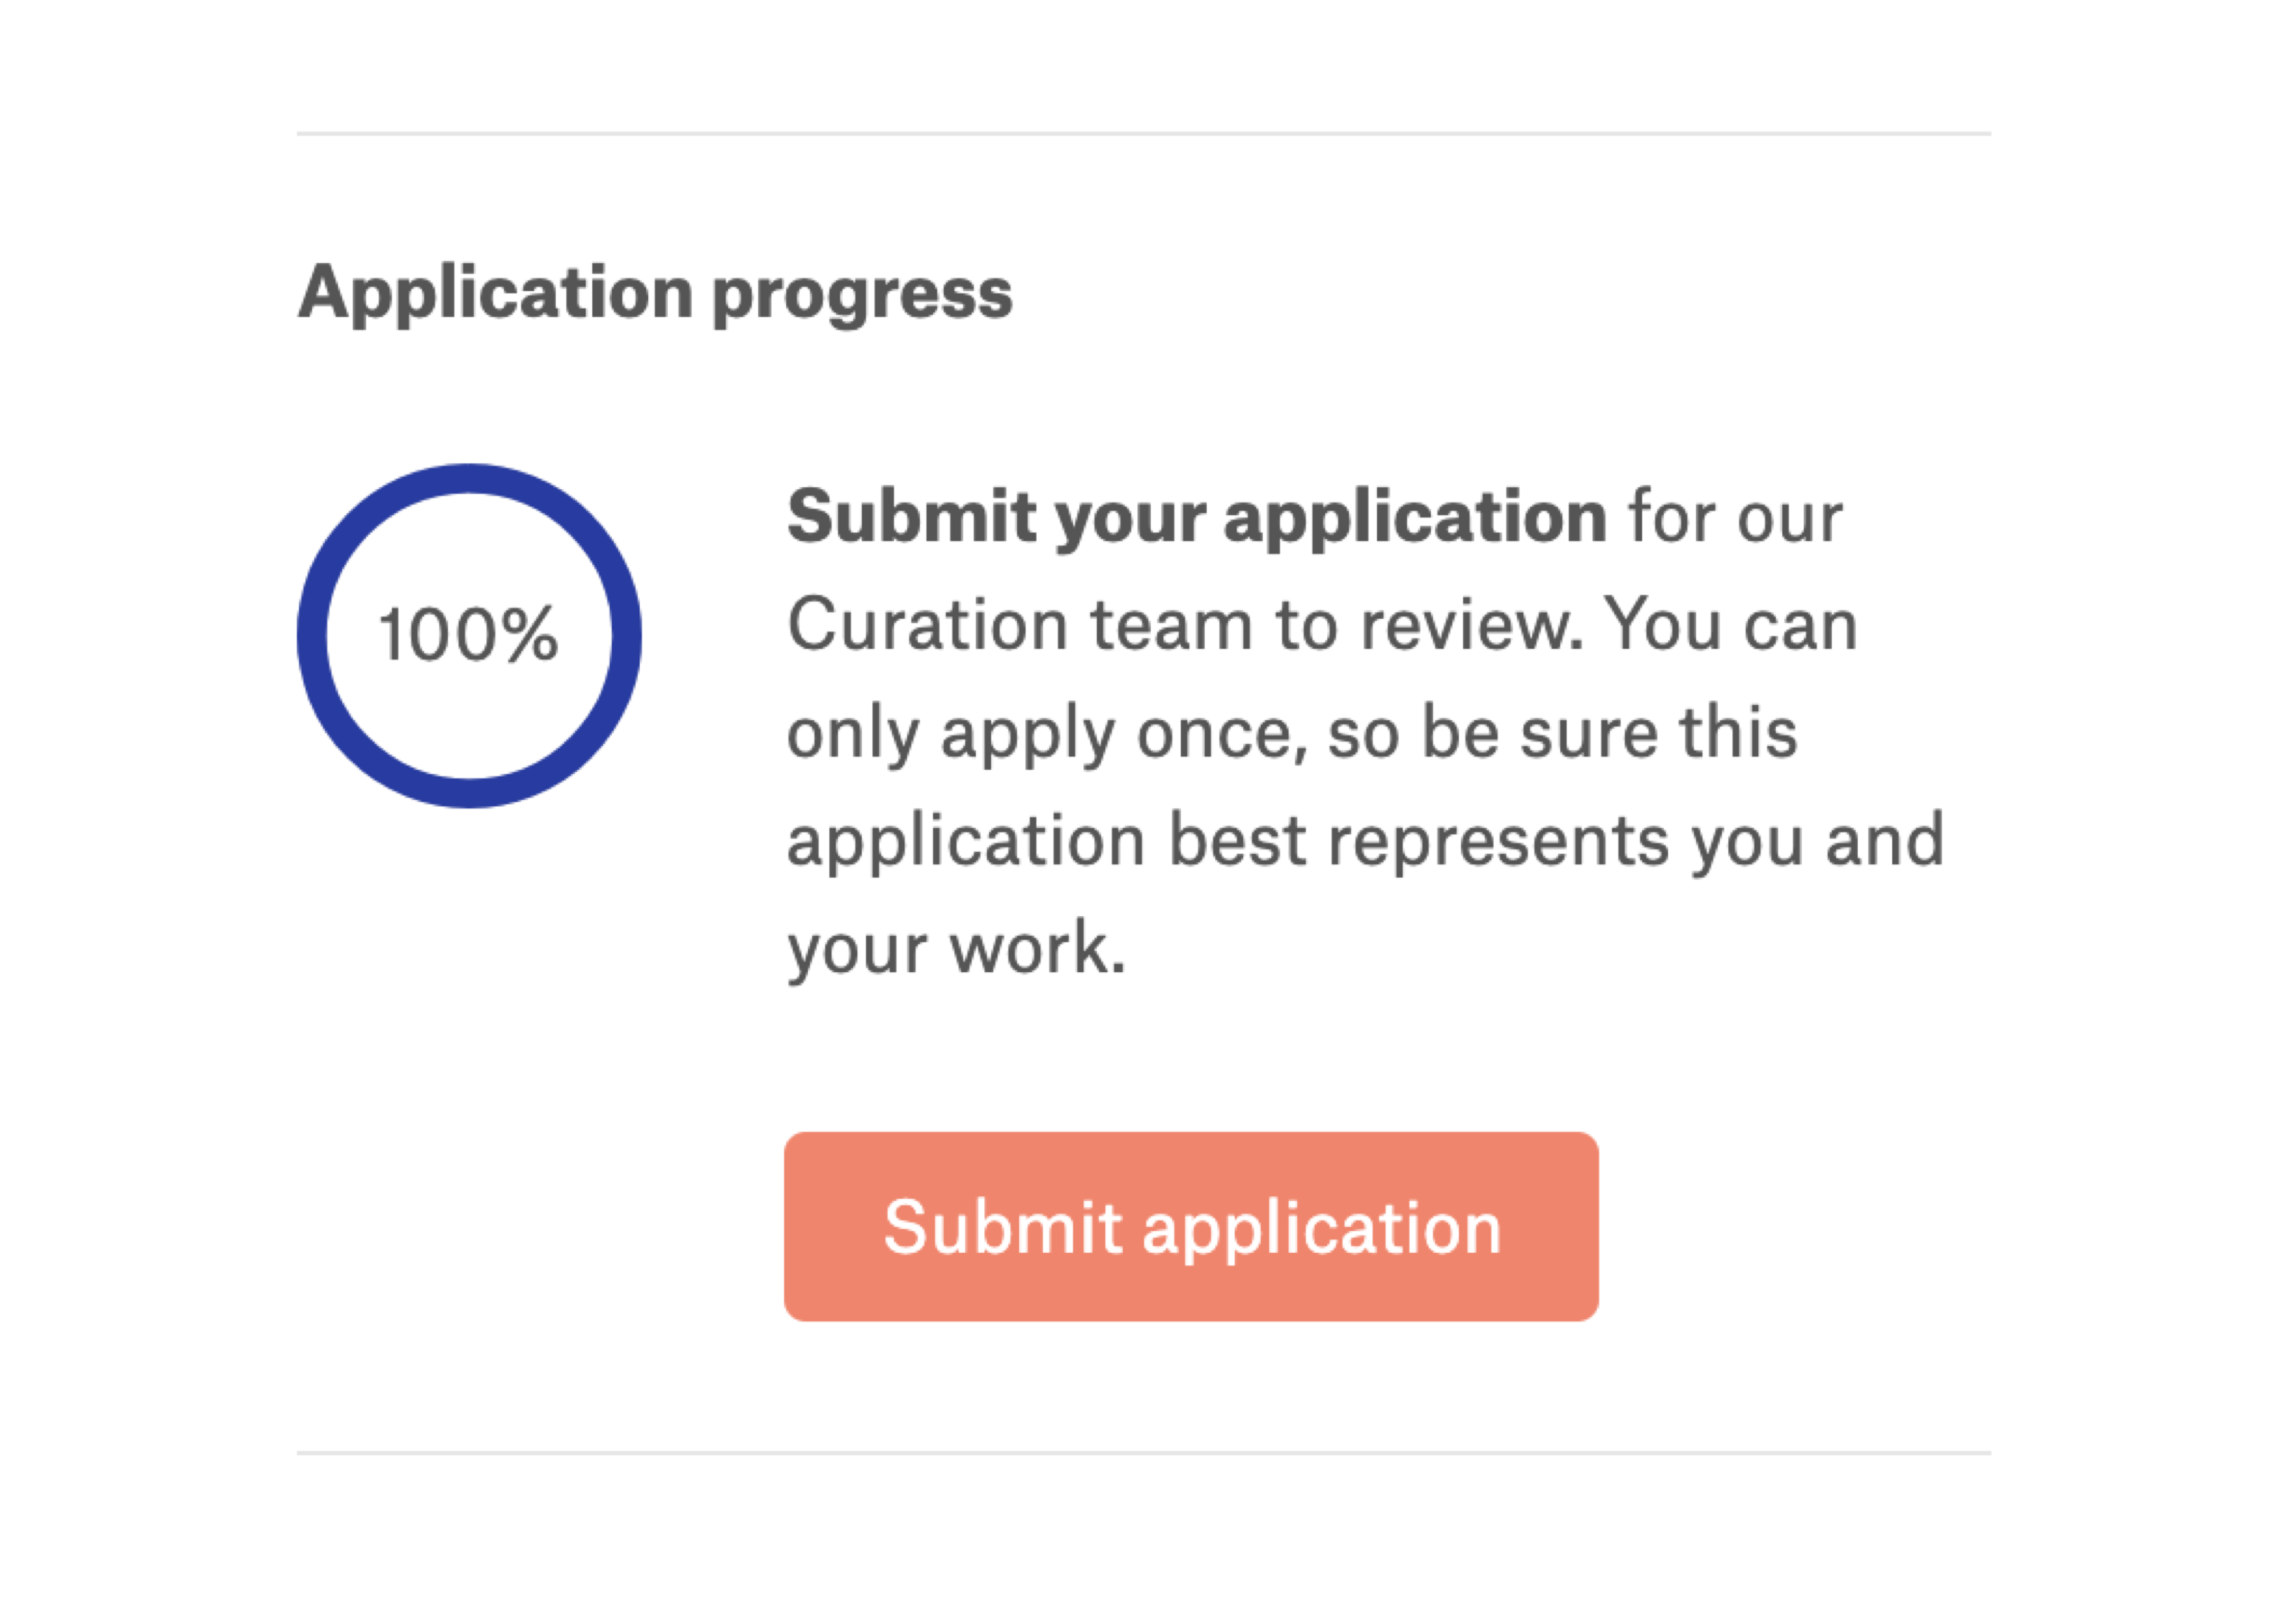 Application progress
100%
Submit your application for our
Curation team to review. You can
only apply once, so be sure this
application best represents you and
your work.
Submit application